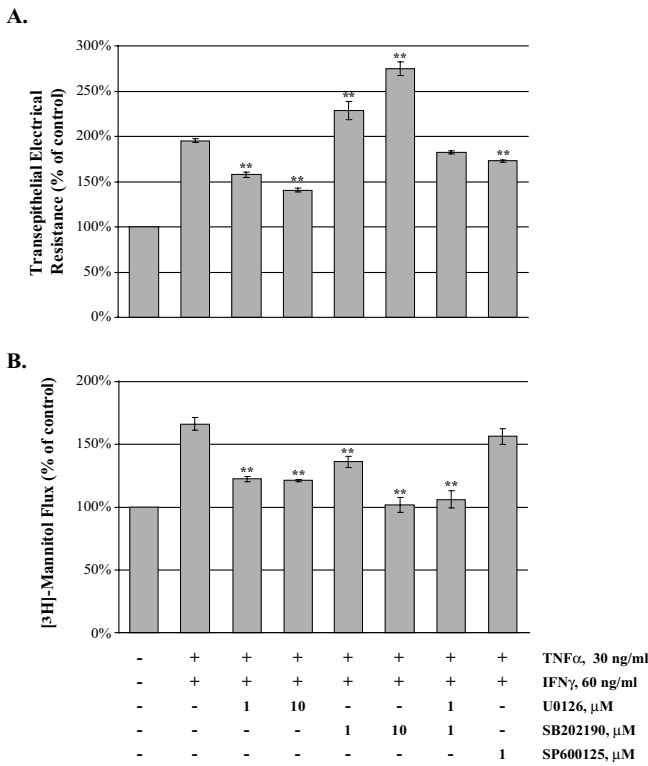 A.
300%
250%
200%
150%
100%
50%
0%
Transepithelial Electrical
Resistance (% of control)
** ** ** ** **
B.
200%
150%
100%
50%
0%
[3H]-Mannitol Flux (% of control)
** ** ** ** **
- + + + + + + + TNFα, 30 ng/ml
- + + + + + + + IFNγ, 60 ng/ml
- - 1 10 - - 1 - U0126, μM
- - - - 1 10 1 - SB202190, μM
- - - - - - - 1 SP600125, μM